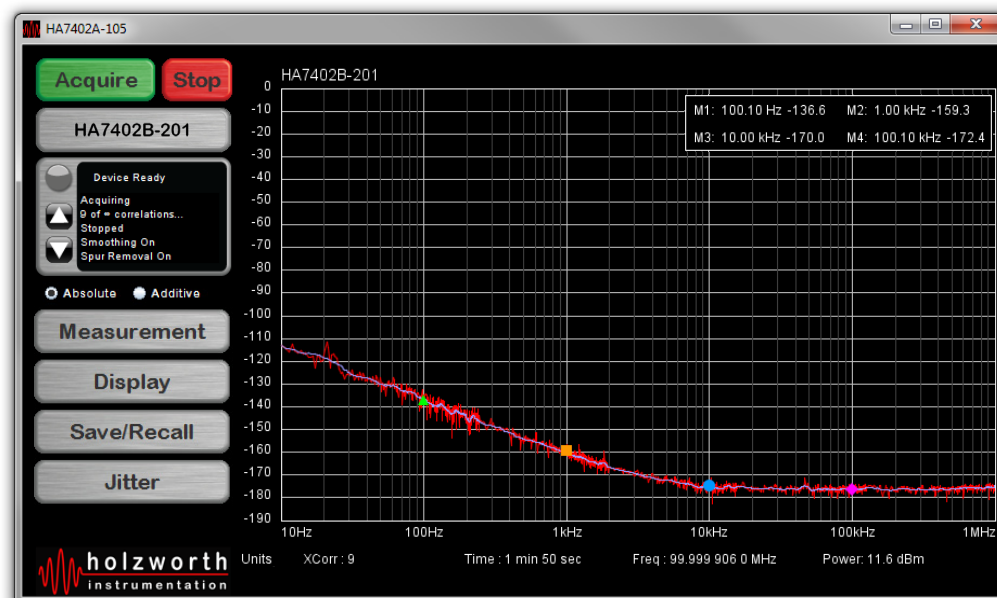 HA7402A-105
Acquire Stop
HA7402B-201
Device Ready
Acquiring
9 of ∞ correlations...
Stopped
Smoothing On
Spur Removal On
Absolute Additive
Measurement
Display
Save/Recall
Jitter
holzworth
instrumentation
HA7402B-201
M1: 100.10 Hz -136.6 M2: 1.00 kHz -159.3
M3: 10.00 kHz -170.0 M4: 100.10 kHz -172.4
0
-10
-20
-30
-40
-50
-60
-70
-80
-90
-100
-110
-120
-130
-140
-150
-160
-170
-180
-190
10Hz 100Hz 1kHz 10kHz 100kHz 1MHz
Units XCorr : 9 Time : 1 min 50 sec Freq : 99.999 906 0 MHz Power: 11.6 dBm